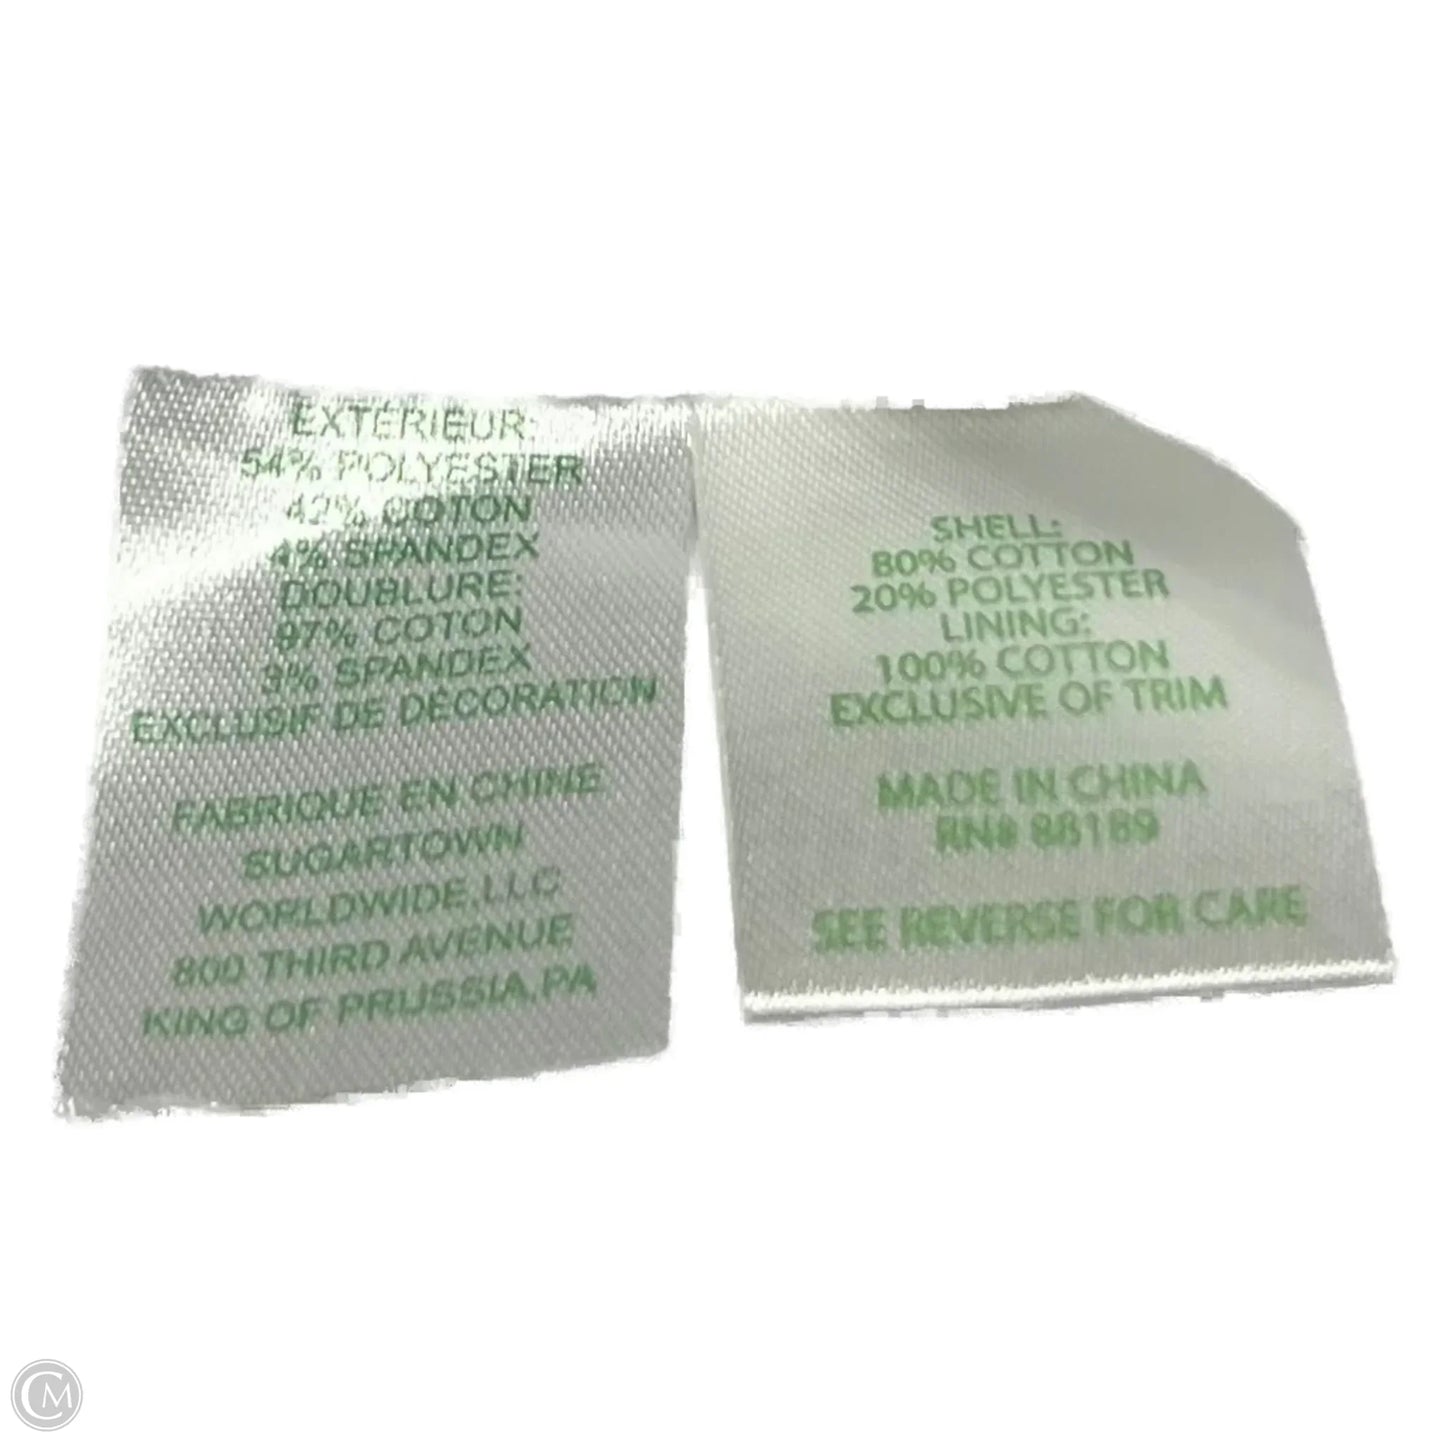 EXTÉRIEUR:
54% POLYESTER
42% COTON
4% SPANDEX
DOUBLURE:
97% COTON
3% SPANDEX
EXCLUSIF DE DÉCORATION
FABRIQUE EN CHINE
SUGARTOWN
WORLDWIDE,LLC
800 THIRD AVENUE
KING OF PRUSSIA,PA
SHELL:
80% COTTON
20% POLYESTER
LINING:
100% COTTON
EXCLUSIVE OF TRIM
MADE IN CHINA
RN# 88189
SEE REVERSE FOR CARE
CM